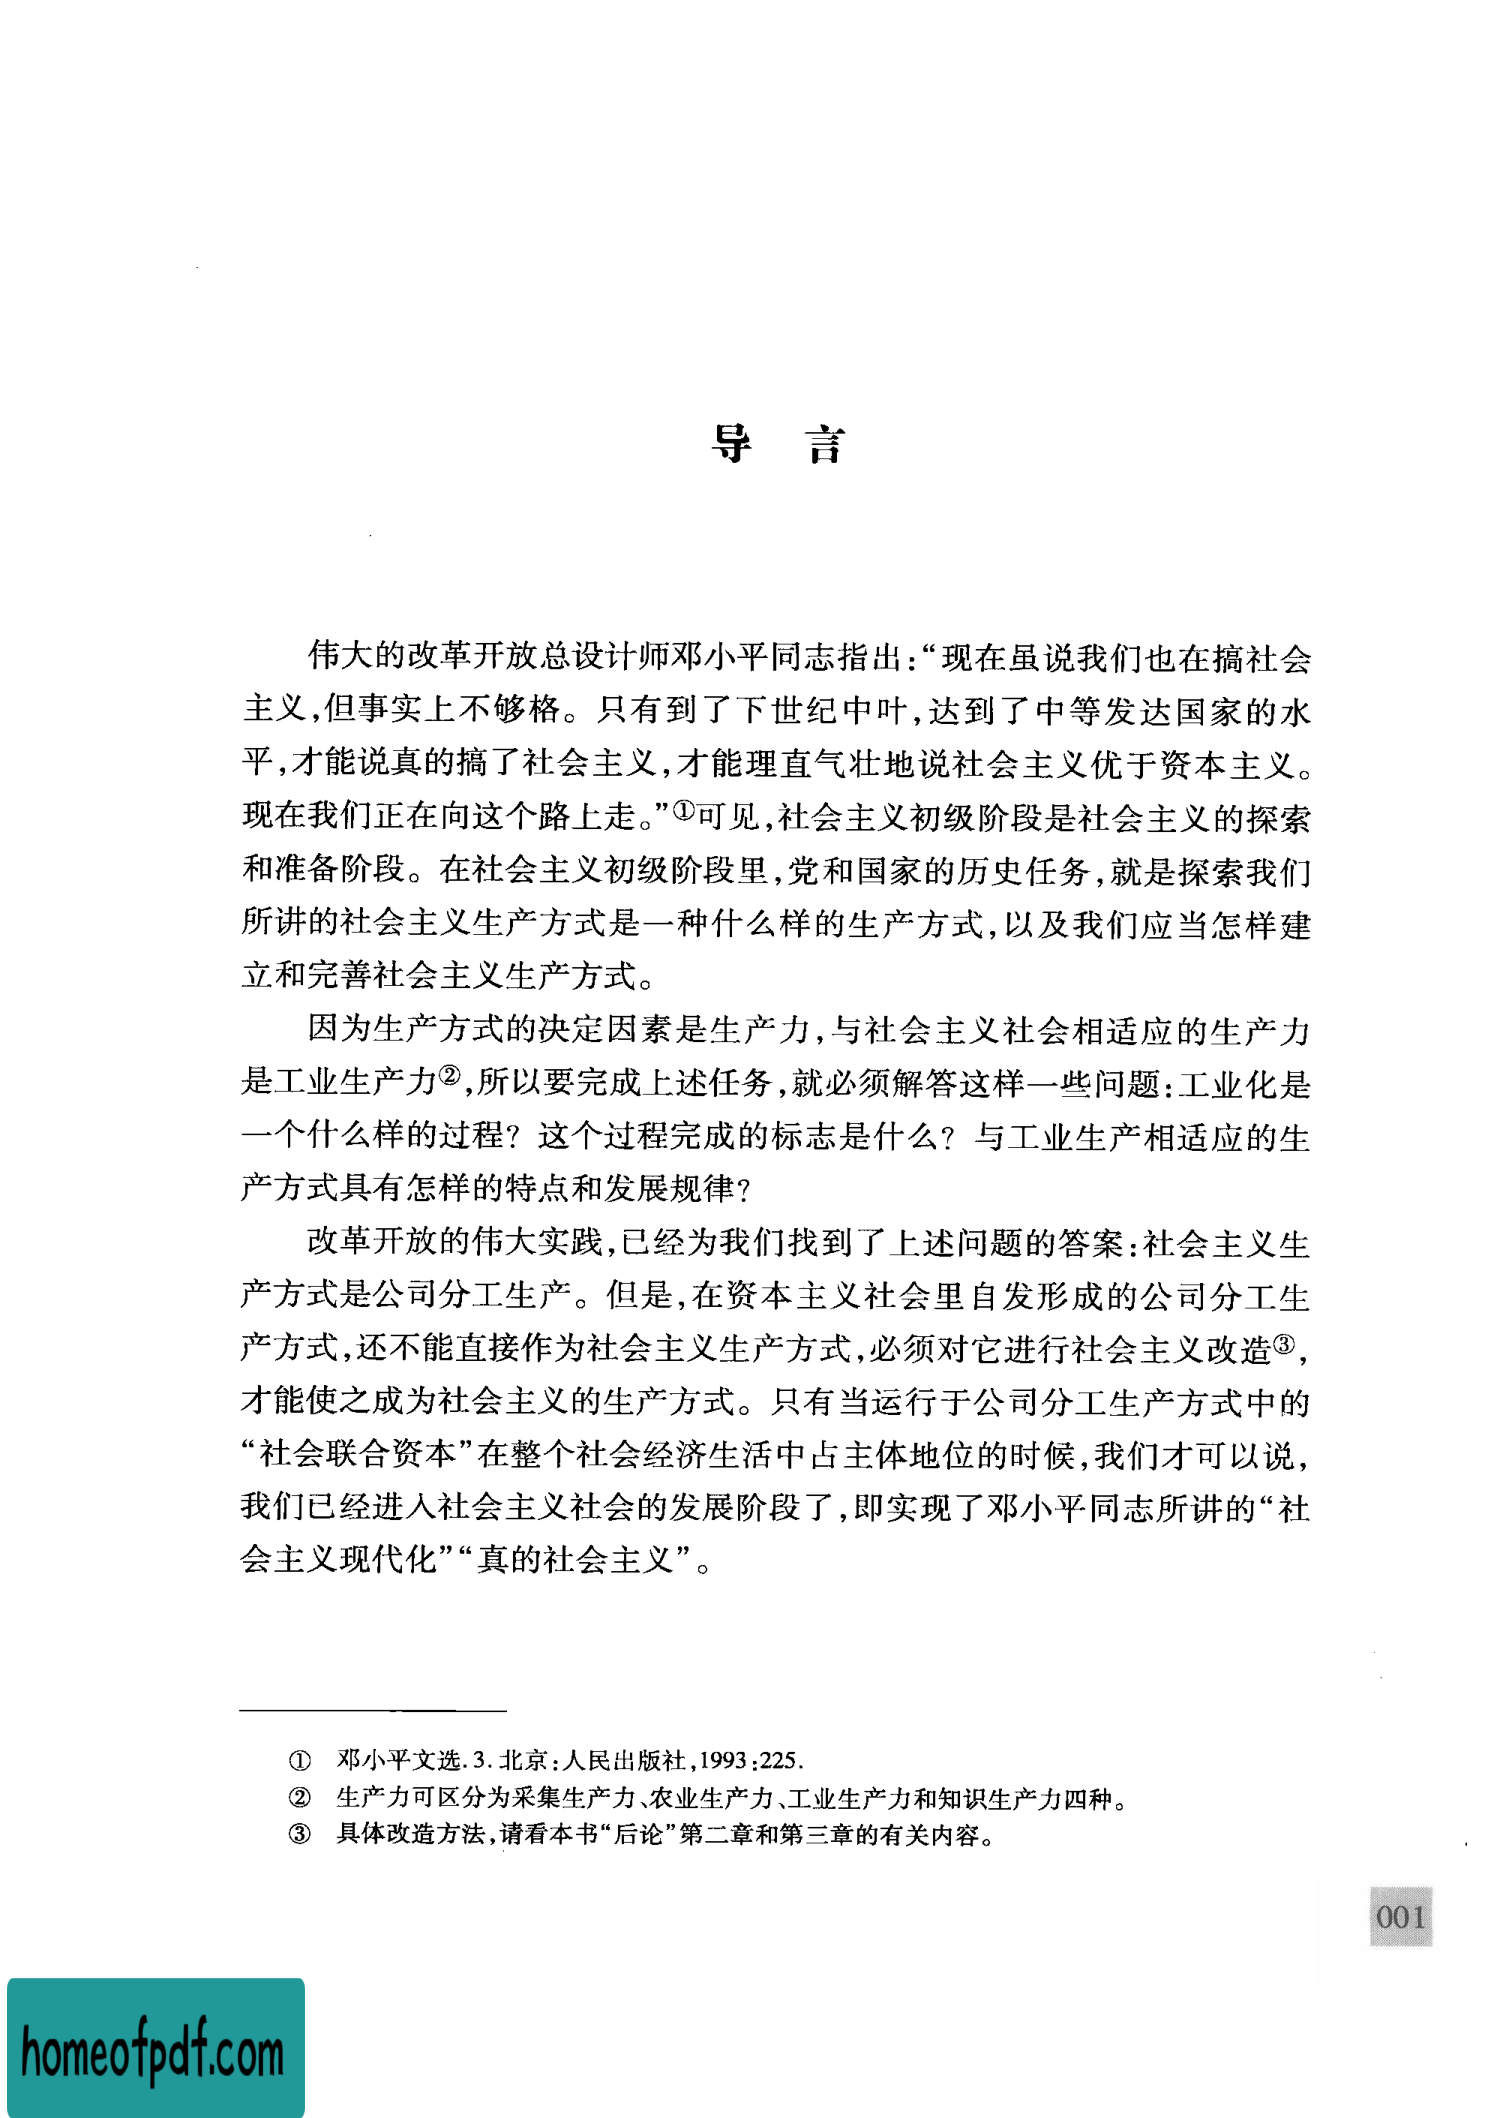 导 言
伟大的改革开放总设计师邓小平同志指出:“现在虽说我们也在搞社会
主义,但事实上不够格。只有到了下世纪中叶,达到了中等发达国家的水
平,才能说真的搞了社会主义,才能理直气壮地说社会主义优于资本主义。
现在我们正在向这个路上走。”①可见,社会主义初级阶段是社会主义的探索
和准备阶段。在社会主义初级阶段里,党和国家的历史任务,就是探索我们
所讲的社会主义生产方式是一种什么样的生产方式,以及我们应当怎样建
立和完善社会主义生产方式。
因为生产方式的决定因素是生产力,与社会主义社会相适应的生产力
是工业生产力②,所以要完成上述任务,就必须解答这样一些问题:工业化是
一个什么样的过程? 这个过程完成的标志是什么? 与工业生产相适应的生
产方式具有怎样的特点和发展规律?
改革开放的伟大实践,已经为我们找到了上述问题的答案:社会主义生
产方式是公司分工生产。但是,在资本主义社会里自发形成的公司分工生
产方式,还不能直接作为社会主义生产方式,必须对它进行社会主义改造③,
才能使之成为社会主义的生产方式。只有当运行于公司分工生产方式中的
“社会联合资本”在整个社会经济生活中占主体地位的时候,我们才可以说,
我们已经进入社会主义社会的发展阶段了,即实现了邓小平同志所讲的“社
会主义现代化”“真的社会主义”。
① 邓小平文选.3.北京:人民出版社,1993:225.
② 生产力可区分为采集生产力、农业生产力、工业生产力和知识生产力四种。
③ 具体改造方法,请看本书“后论”第二章和第三章的有关内容。
001
homeofpdf.com